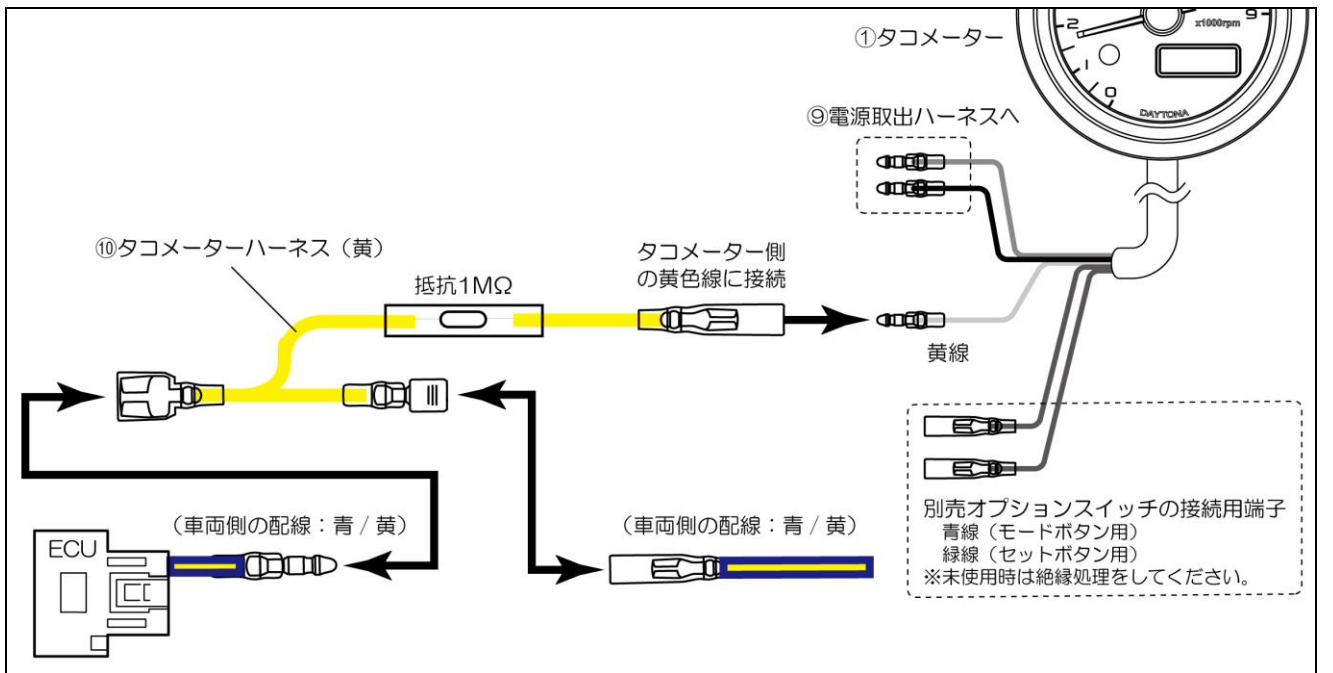 ①タコメーター
2
1
0
9
x1000rpm
DAYTONA
⑨電源取出ハーネスへ
⑩タコメーターハーネス（黄）
抵抗1MΩ
タコメーター側
の黄色線に接続
黄線
（車両側の配線：青 / 黄）
（車両側の配線：青 / 黄）
ECU
別売オプションスイッチの接続用端子
青線（モードボタン用）
緑線（セットボタン用）
※未使用時は絶縁処理をしてください。